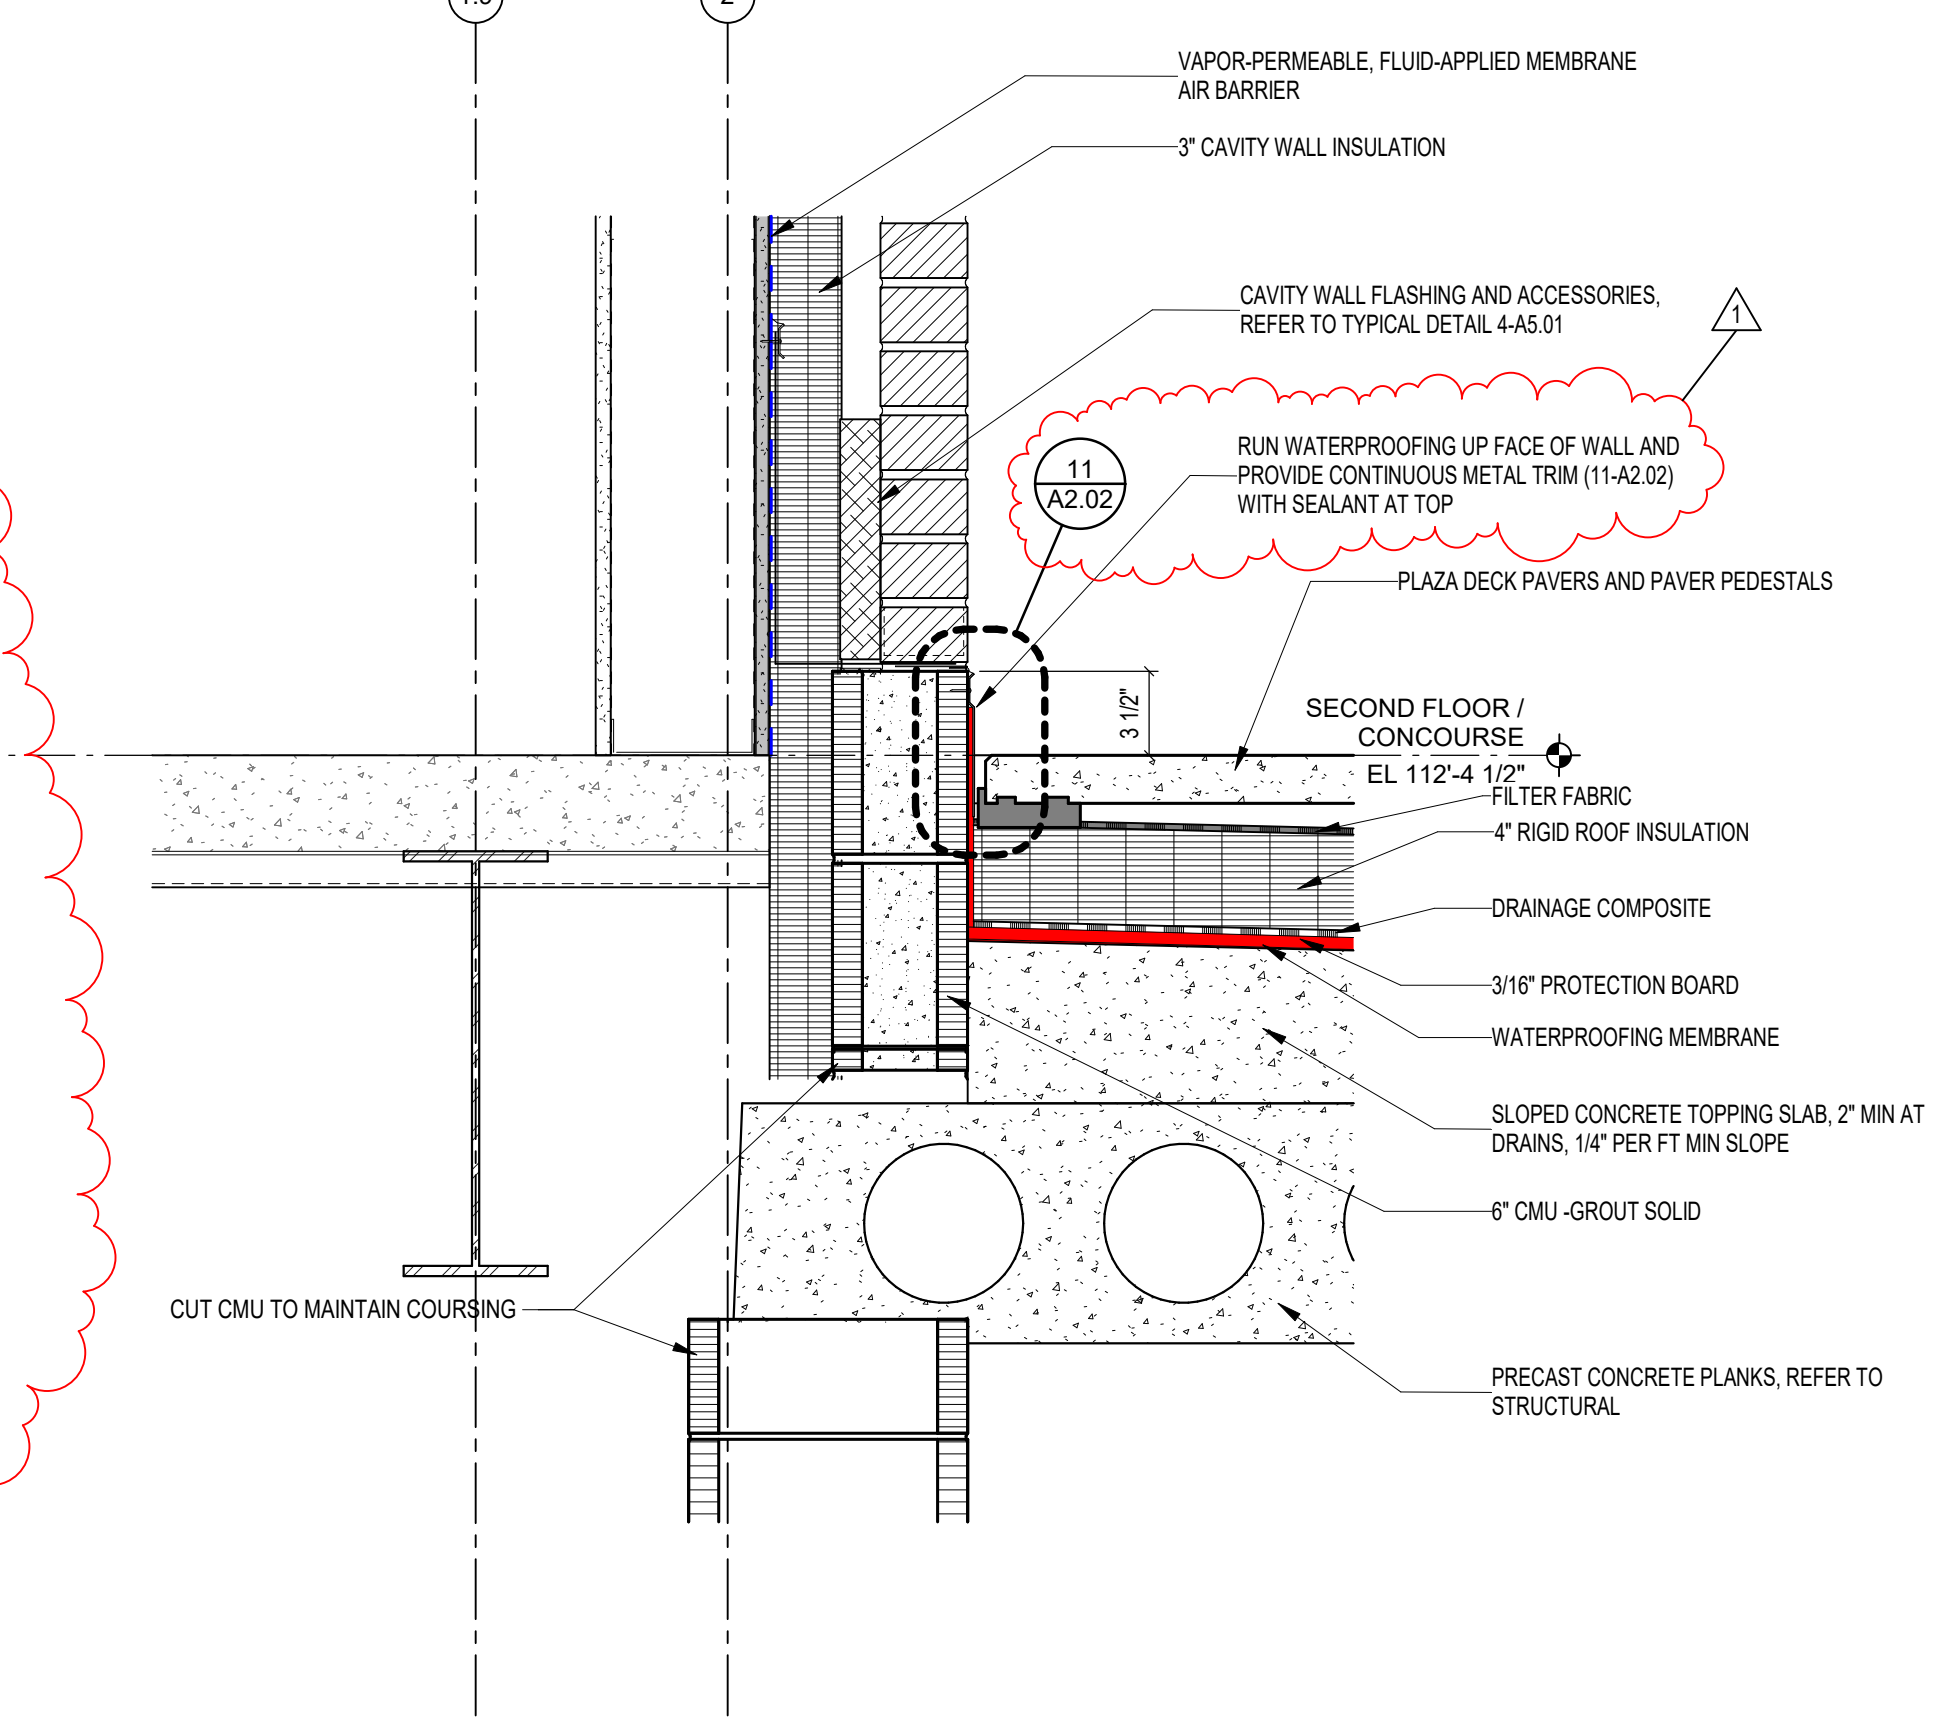 2
VAPOR-PERMEABLE, FLUID-APPLIED MEMBRANE
AIR BARRIER
3" CAVITY WALL INSULATION
CAVITY WALL FLASHING AND ACCESSORIES,
REFER TO TYPICAL DETAIL 4-A5.01
1
RUN WATERPROOFING UP FACE OF WALL AND
PROVIDE CONTINUOUS METAL TRIM (11-A2.02)
WITH SEALANT AT TOP
11
A2.02
PLAZA DECK PAVERS AND PAVER PEDESTALS
3 1/2"
SECOND FLOOR /
CONCOURSE
EL 112'-4 1/2"
FILTER FABRIC
4" RIGID ROOF INSULATION
DRAINAGE COMPOSITE
3/16" PROTECTION BOARD
WATERPROOFING MEMBRANE
SLOPED CONCRETE TOPPING SLAB, 2" MIN AT
DRAINS, 1/4" PER FT MIN SLOPE
6" CMU -GROUT SOLID
CUT CMU TO MAINTAIN COURSING
PRECAST CONCRETE PLANKS, REFER TO
STRUCTURAL